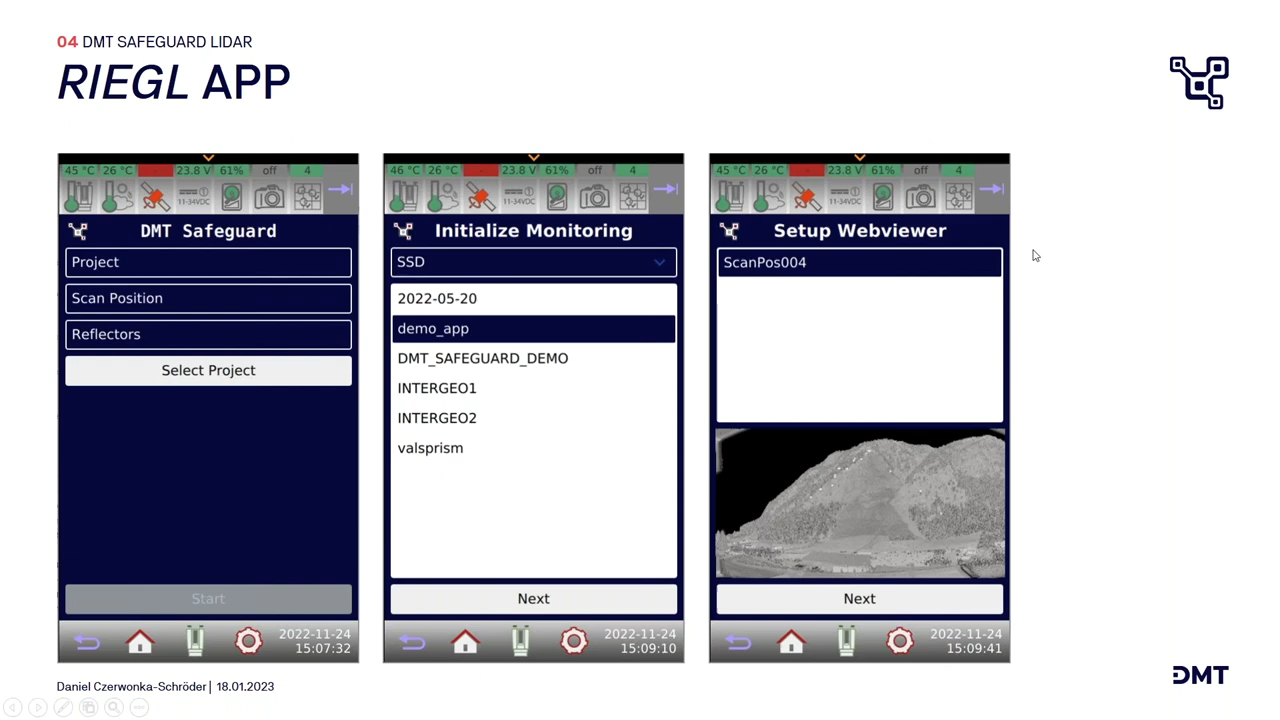 04 DMT SAFEGUARD LIDAR
RIEGL APP
45 °C 26 °C - 23.8 V 61% off 4
11-34VDC
DMT Safeguard
Project
Scan Position
Reflectors
Select Project
Start
2022-11-24
15:07:32
46 °C 26 °C - 23.8 V 61% off 4
11-34VDC
Initialize Monitoring
SSD
2022-05-20
demo_app
DMT_SAFEGUARD_DEMO
INTERGEO1
INTERGEO2
valsprism
Next
2022-11-24
15:09:10
45 °C 26 °C - 23.8 V 61% off 4
11-34VDC
Setup Webviewer
ScanPos004
Next
2022-11-24
15:09:41
Daniel Czerwonka-Schröder| 18.01.2023
DMT